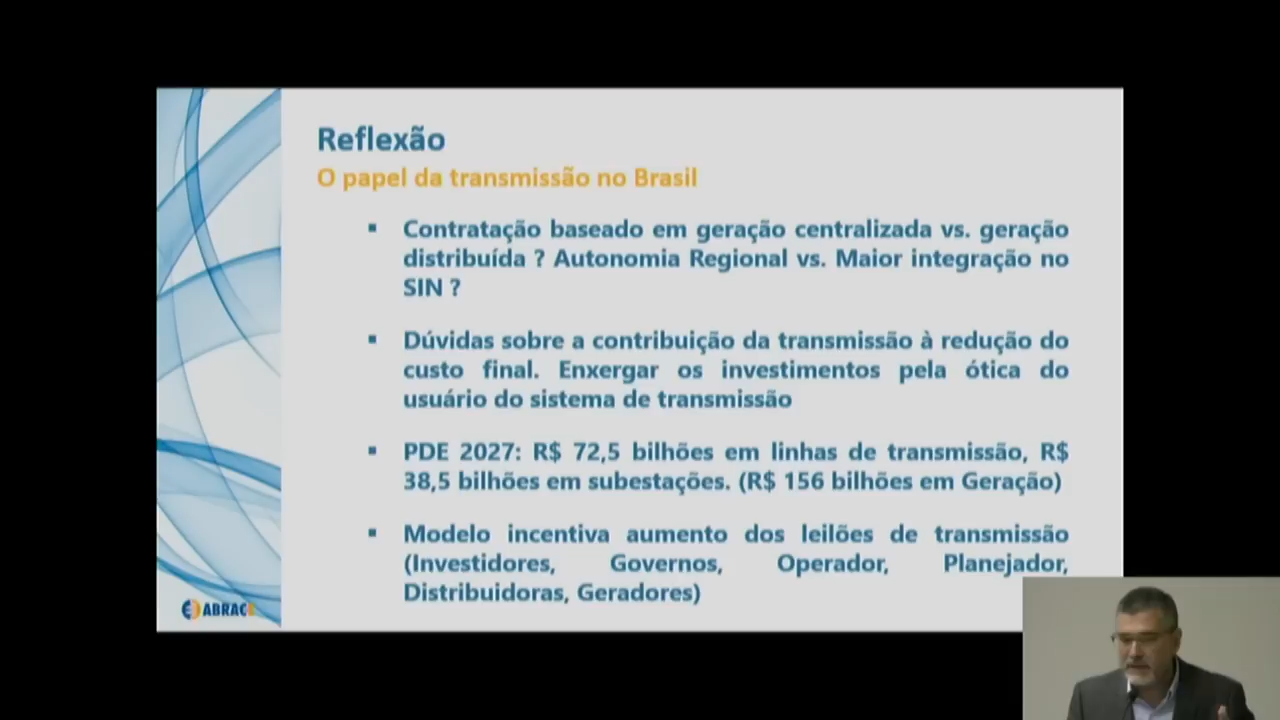 Reflexão
O papel da transmissão no Brasil
▪ Contratação baseado em geração centralizada vs. geração
distribuída ? Autonomia Regional vs. Maior integração no
SIN ?
▪ Dúvidas sobre a contribuição da transmissão à redução do
custo final. Enxergar os investimentos pela ótica do
usuário do sistema de transmissão
▪ PDE 2027: R$ 72,5 bilhões em linhas de transmissão, R$
38,5 bilhões em subestações. (R$ 156 bilhões em Geração)
▪ Modelo incentiva aumento dos leilões de transmissão
(Investidores, Governos, Operador, Planejador,
Distribuidoras, Geradores)
ABRACE